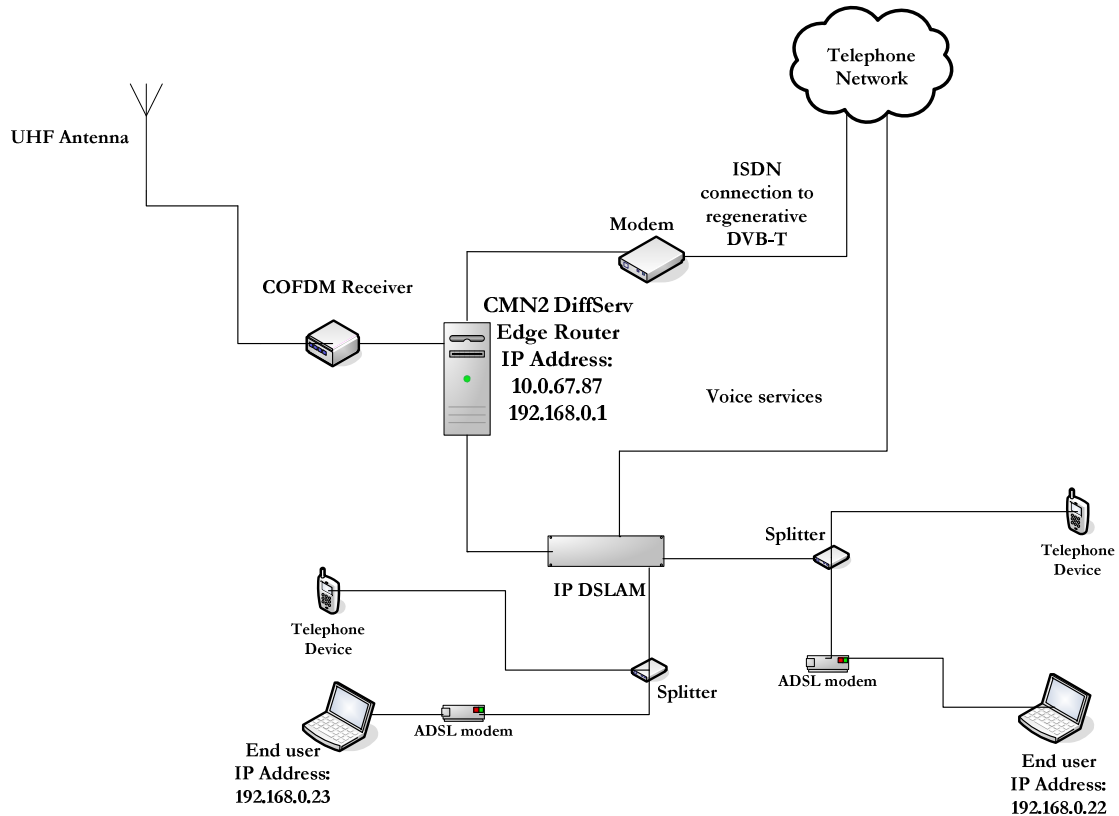 Telephone
Network
UHF Antenna
ISDN
connection to
regenerative
DVB-T
Modem
COFDM Receiver
CMN2 DiffServ
Edge Router
IP Address:
10.0.67.87
192.168.0.1
Voice services
Splitter
Telephone
Device
IP DSLAM
Telephone
Device
ADSL modem
Splitter
ADSL modem
End user
IP Address:
192.168.0.23
End user
IP Address:
192.168.0.22